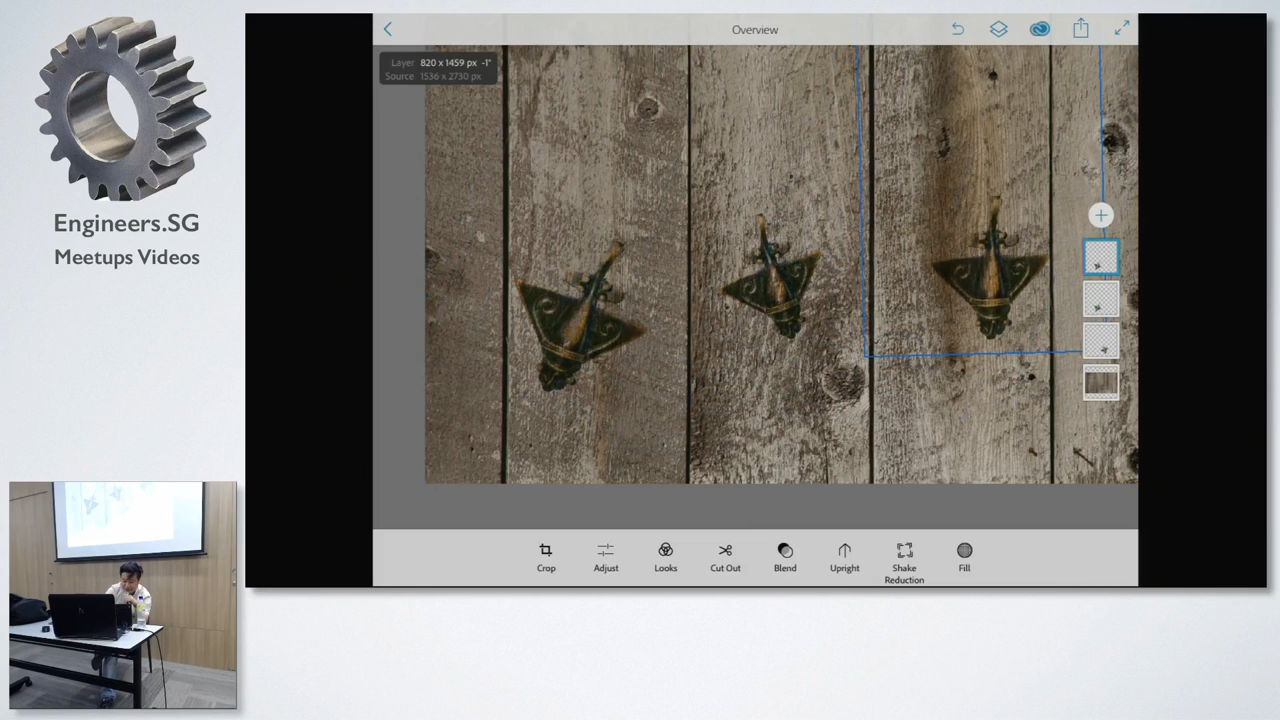 Engineers.SG
Meetups Videos
Overview
Layer 820 x 1459 px -1°
Source 1536 x 2730 px
Crop
Adjust
Looks
Cut Out
Blend
Upright
Shake
Reduction
Fill